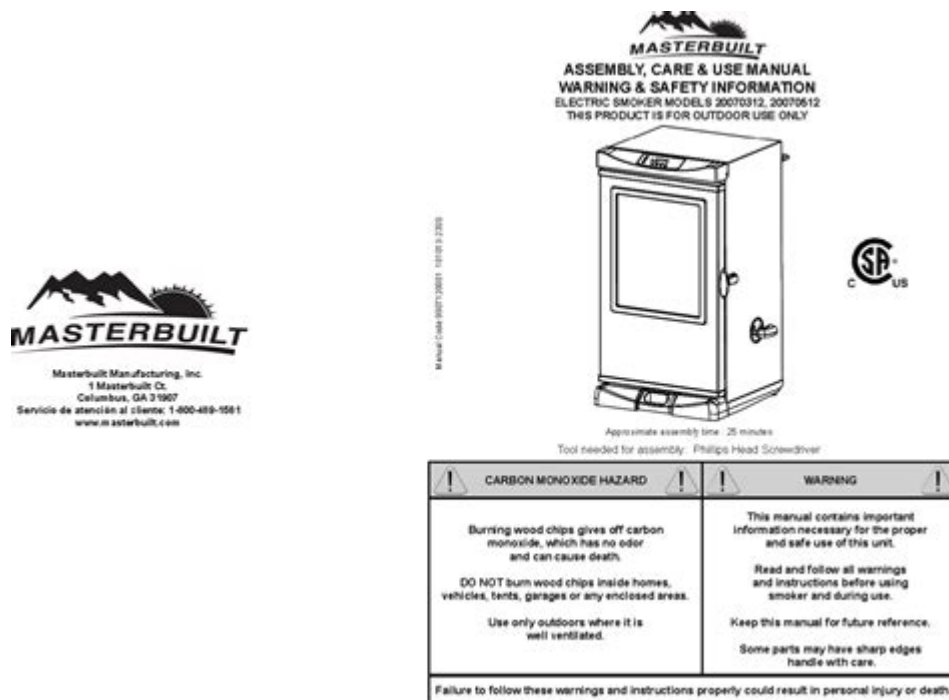 MASTERBUILT
Masterbuilt Manufacturing, Inc.
1 Masterbuilt Ct.
Columbus, GA 31907
Servicio de atención al cliente: 1-800-489-1581
www.masterbuilt.com
MASTERBUILT
ASSEMBLY, CARE & USE MANUAL
WARNING & SAFETY INFORMATION
ELECTRIC SMOKER MODELS 20070312, 20070512
THIS PRODUCT IS FOR OUTDOOR USE ONLY
Manual Code
C US
Approximate assembly time : 25 minutes
Tool needed for assembly: Phillips Head Screwdriver
CARBON MONOXIDE HAZARD
Burning wood chips gives off carbon
monoxide, which has no odor
and can cause death.
DO NOT burn wood chips inside homes,
vehicles, tents, garages or any enclosed areas.
Use only outdoors where it is
well ventilated.
WARNING
This manual contains important
information necessary for the proper
and safe use of this unit.
Read and follow all warnings
and instructions before using
smoker and during use.
Keep this manual for future reference.
Some parts may have sharp edges
handle with care.
Failure to follow these warnings and instructions properly could result in personal injury or death